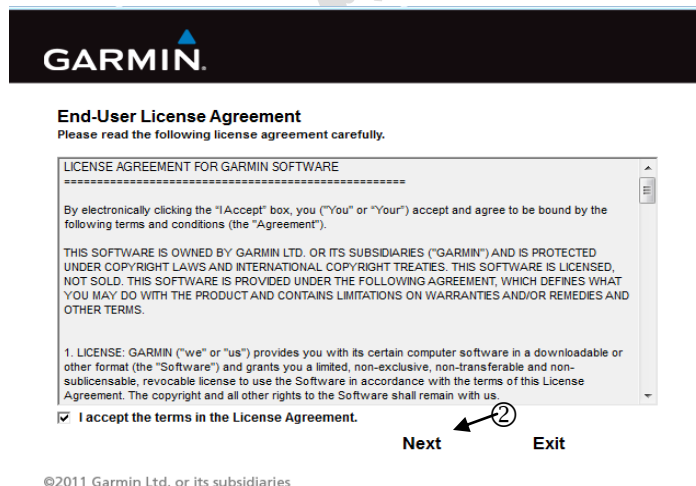 GARMIN.
End-User License Agreement
Please read the following license agreement carefully.
LICENSE AGREEMENT FOR GARMIN SOFTWARE
====================================================
By electronically clicking the "I Accept" box, you ("You" or "Your") accept and agree to be bound by the
following terms and conditions (the "Agreement").
THIS SOFTWARE IS OWNED BY GARMIN LTD. OR ITS SUBSIDIARIES ("GARMIN") AND IS PROTECTED
UNDER COPYRIGHT LAWS AND INTERNATIONAL COPYRIGHT TREATIES. THIS SOFTWARE IS LICENSED,
NOT SOLD. THIS SOFTWARE IS PROVIDED UNDER THE FOLLOWING AGREEMENT, WHICH DEFINES WHAT
YOU MAY DO WITH THE PRODUCT AND CONTAINS LIMITATIONS ON WARRANTIES AND/OR REMEDIES AND
OTHER TERMS.
1. LICENSE: GARMIN ("we" or "us") provides you with its certain computer software in a downloadable or
other format (the "Software") and grants you a limited, non-exclusive, non-transferable and non-
sublicensable, revocable license to use the Software in accordance with the terms of this License
Agreement. The copyright and all other rights to the Software shall remain with us.
I accept the terms in the License Agreement.
②
Next Exit
©2011 Garmin Ltd. or its subsidiaries